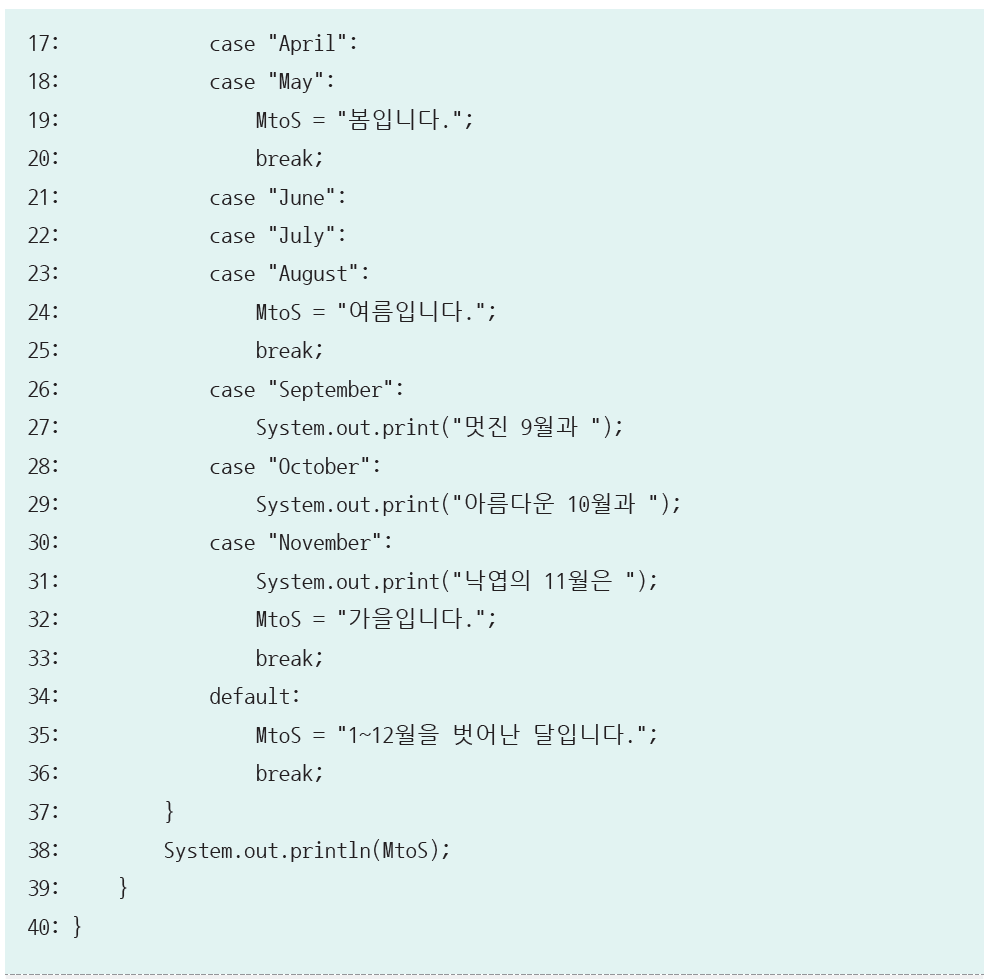 17:             case "April":
18:             case "May":
19:                 MtoS = "봄입니다.";
20:                 break;
21:             case "June":
22:             case "July":
23:             case "August":
24:                 MtoS = "여름입니다.";
25:                 break;
26:             case "September":
27:                 System.out.print("멋진 9월과 ");
28:             case "October":
29:                 System.out.print("아름다운 10월과 ");
30:             case "November":
31:                 System.out.print("낙엽의 11월은 ");
32:                 MtoS = "가을입니다.";
33:                 break;
34:             default:
35:                 MtoS = "1~12월을 벗어난 달입니다.";
36:                 break;
37:         }
38:         System.out.println(MtoS);
39:     }
40: }